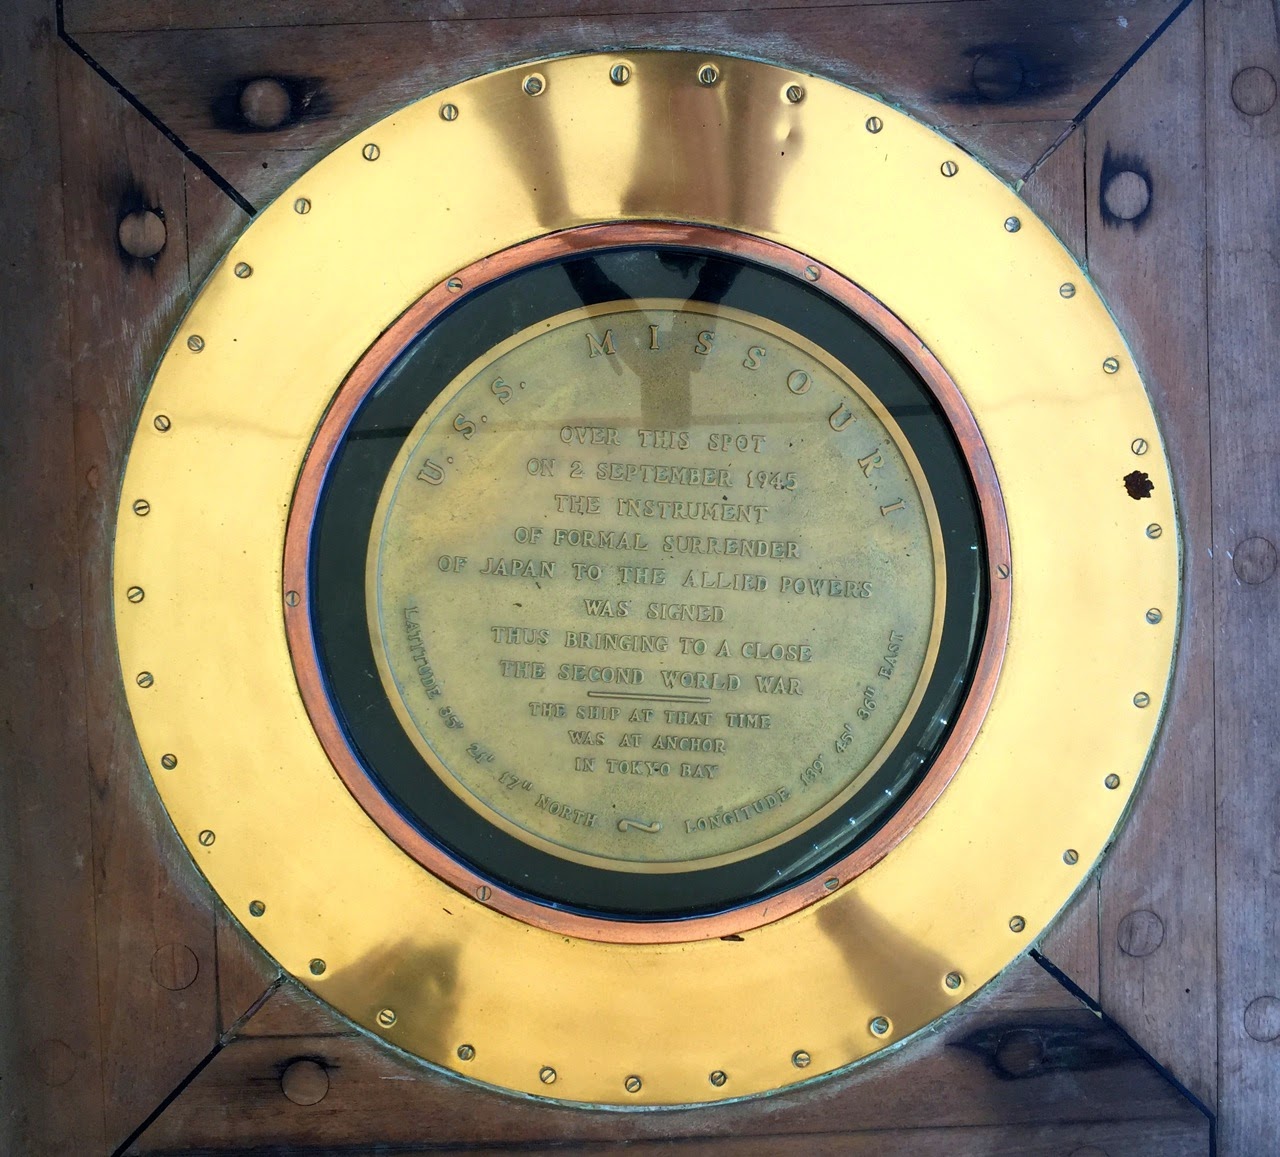 U.S.S. MISSOURI
OVER THIS SPOT
ON 2 SEPTEMBER 1945
THE INSTRUMENT
OF FORMAL SURRENDER
OF JAPAN TO THE ALLIED POWERS
WAS SIGNED
THUS BRINGING TO A CLOSE
THE SECOND WORLD WAR
THE SHIP AT THAT TIME
WAS AT ANCHOR
IN TOKYO BAY
LATITUDE 35° 21' 17" NORTH ~ LONGITUDE 139° 45' 36" EAST